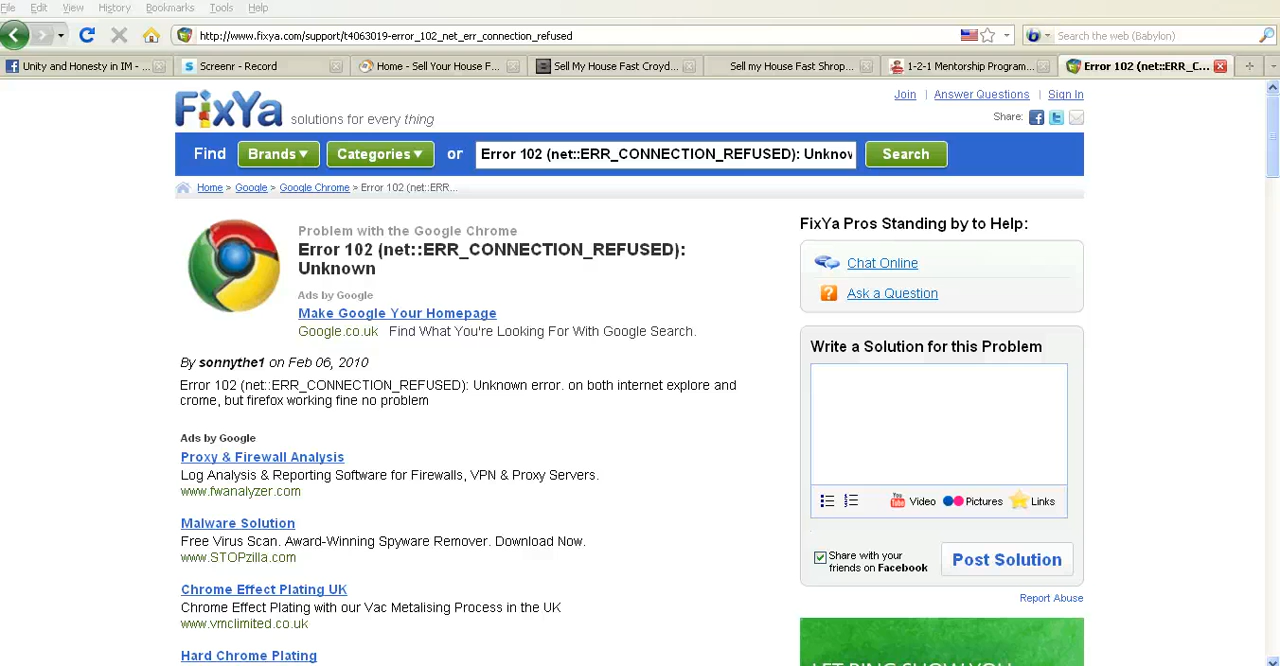 File Edit View History Bookmarks Tools Help
http://www.fixya.com/support/t4063019-error_102_net_err_connection_refused
Search the web (Babylon)
Unity and Honesty in IM - ...
Screenr - Record
Home - Sell Your House F...
Sell My House Fast Croyd...
Sell my House Fast Shrop...
1-2-1 Mentorship Program...
Error 102 (net::ERR_C...
Join | Answer Questions | Sign In
FixYa solutions for every thing
Share:
Find Brands▼ Categories▼ or Error 102 (net::ERR_CONNECTION_REFUSED): Unknow Search
Home > Google > Google Chrome > Error 102 (net::ERR...
Problem with the Google Chrome
Error 102 (net::ERR_CONNECTION_REFUSED):
Unknown
Ads by Google
Make Google Your Homepage
Google.co.uk Find What You're Looking For With Google Search.
By sonnythe1 on Feb 06, 2010
Error 102 (net::ERR_CONNECTION_REFUSED): Unknown error. on both internet explore and
crome, but firefox working fine no problem
Ads by Google
Proxy & Firewall Analysis
Log Analysis & Reporting Software for Firewalls, VPN & Proxy Servers.
www.fwanalyzer.com
Malware Solution
Free Virus Scan. Award-Winning Spyware Remover. Download Now.
www.STOPzilla.com
Chrome Effect Plating UK
Chrome Effect Plating with our Vac Metalising Process in the UK
www.vmclimited.co.uk
Hard Chrome Plating
FixYa Pros Standing by to Help:
Chat Online
Ask a Question
Write a Solution for this Problem
Video Pictures Links
Share with your
friends on Facebook
Post Solution
Report Abuse
LET BING SHOW YOU